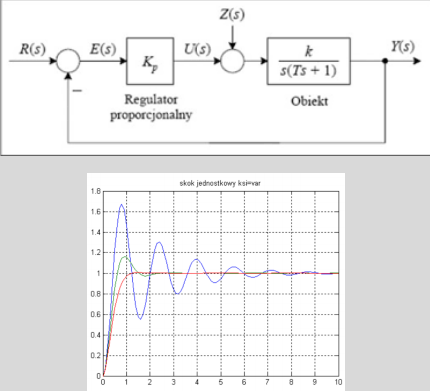 Z(s)
R(s) E(s) K_p U(s) k Y(s)
s(Ts + 1)
−
Regulator
proporcjonalny
Obiekt
skok jednostkowy ksi=var
1.8
1.6
1.4
1.2
1
0.8
0.6
0.4
0.2
0
0 1 2 3 4 5 6 7 8 9 10